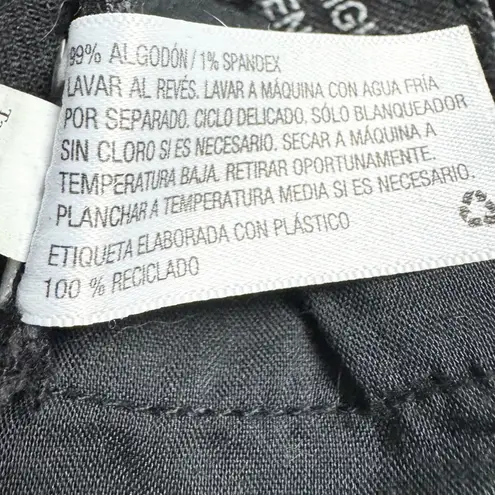 99% ALGODÓN / 1% SPANDEX
LAVAR AL REVÉS. LAVAR A MÁQUINA CON AGUA FRÍA
POR SEPARADO. CICLO DELICADO. SÓLO BLANQUEADOR
SIN CLORO SI ES NECESARIO. SECAR A MÁQUINA A
TEMPERATURA BAJA. RETIRAR OPORTUNAMENTE.
PLANCHAR A TEMPERATURA MEDIA SI ES NECESARIO.
ETIQUETA ELABORADA CON PLÁSTICO
100 % RECICLADO